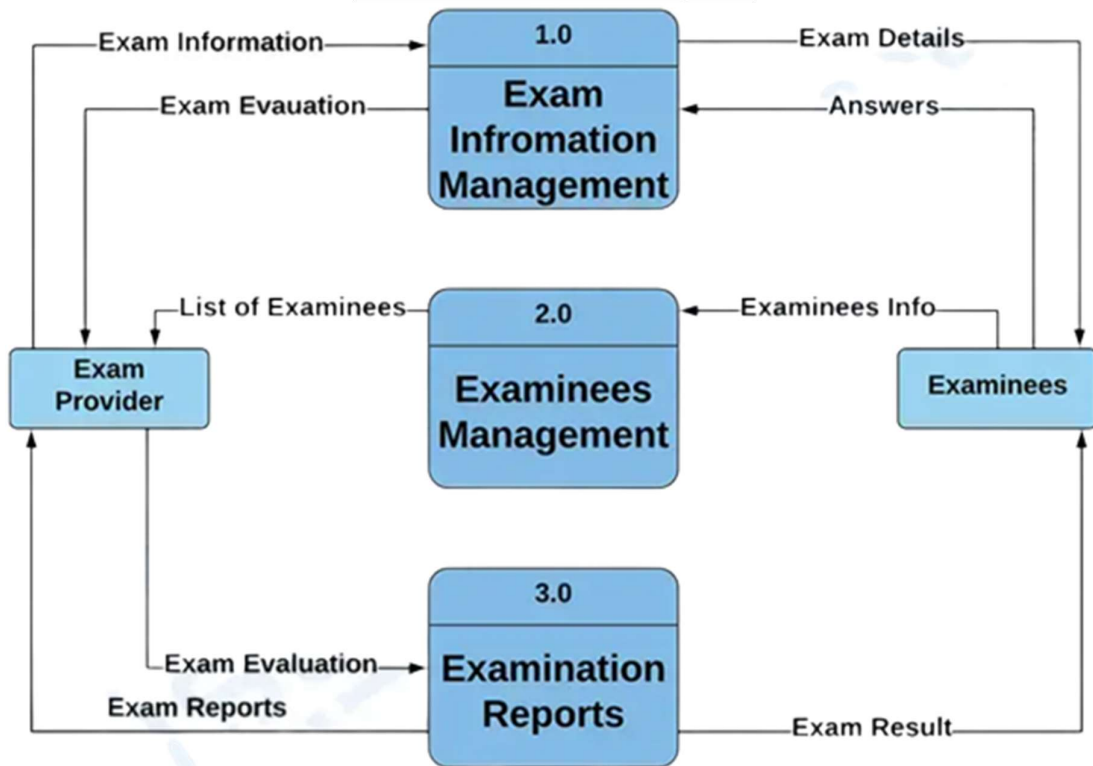 Exam Information
1.0
Exam Details
Exam Evauation
Exam
Infromation
Management
Answers
List of Examinees
2.0
Examinees Info
Exam
Provider
Examinees
Management
Examinees
3.0
Exam Evaluation
Examination
Reports
Exam Reports
Exam Result